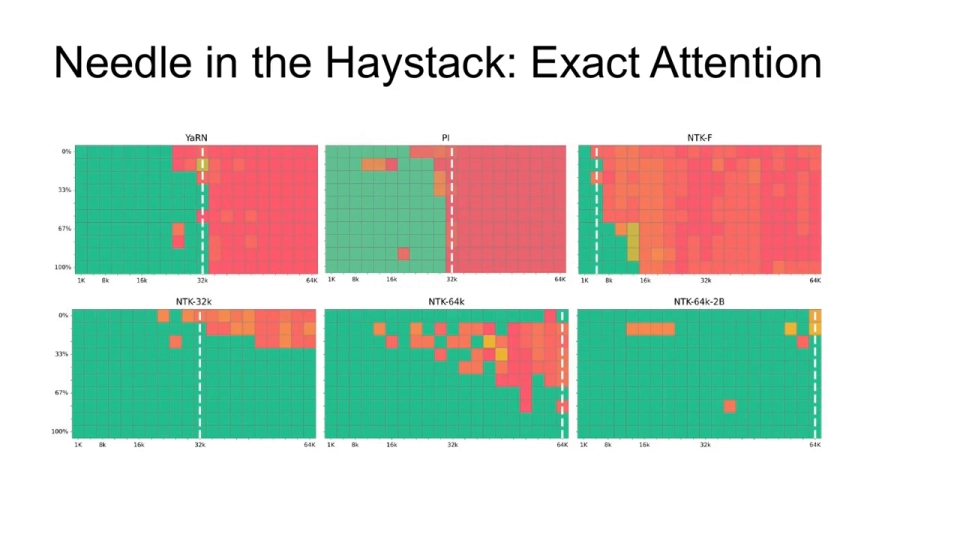 Needle in the Haystack: Exact Attention
YaRN PI NTK-F
0%
33%
67%
100%
1K 8k 16k 32k 64K 1K 8k 16k 32k 64K 1K 8k 16k 32k 64K
NTK-32k NTK-64k NTK-64k-2B
0%
33%
67%
100%
1K 8k 16k 32k 64K 1K 8k 16k 32k 64K 1K 8k 16k 32k 64K